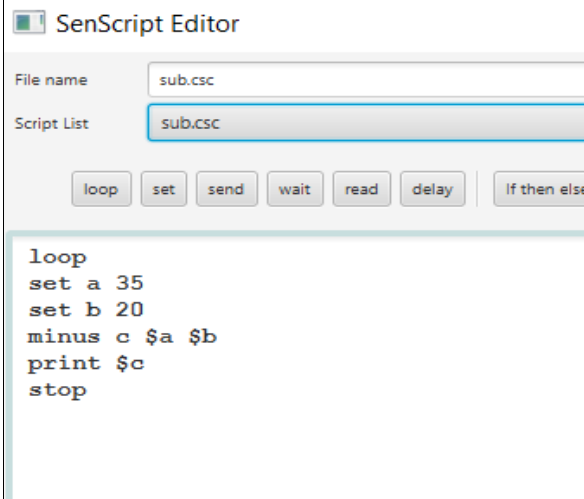 SenScript Editor
File name sub.csc
Script List sub.csc
loop set send wait read delay If then else
loop
set a 35
set b 20
minus c $a $b
print $c
stop